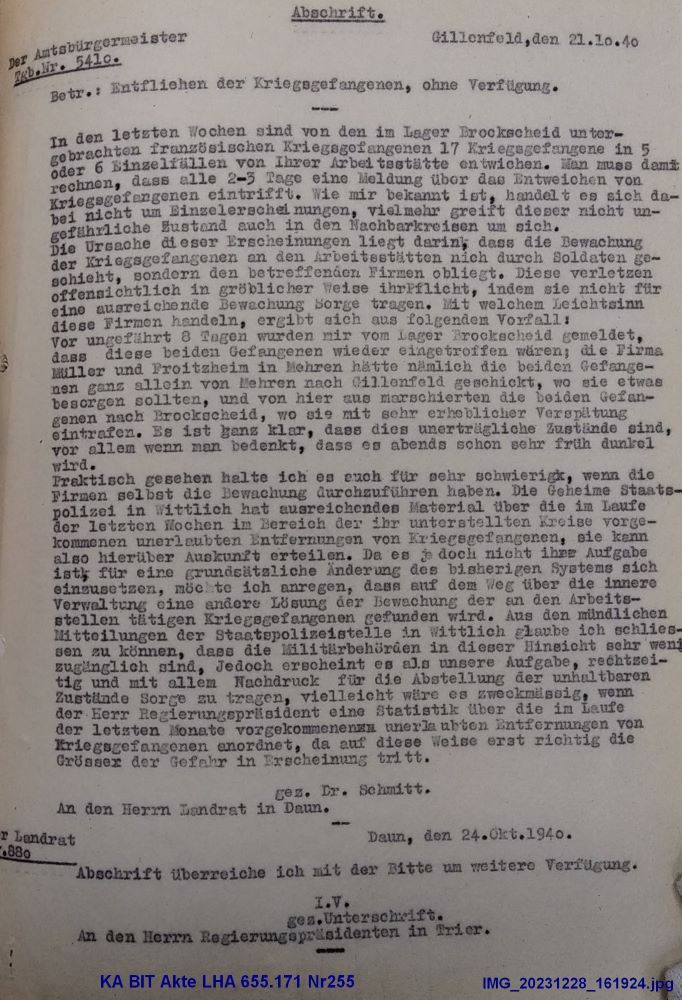 Abschrift.
Der Amtsbürgermeister
Gillenfeld,den 21.10.40
Tgb.Nr. 5410.
Betr.: Entfliehen der Kriegsgefangenen, ohne Verfügung.
In den letzten Wochen sind von den im Lager Brockscheid unter-
gebrachten französischen Kriegsgefangenen 17 Kriegsgefangene in 5
oder 6 Einzelfällen von Ihrer Arbeitsstätte entwichen. Man muss damit
rechnen, dass alle 2-3 Tage eine Meldung über das Entweichen von
Kriegsgefangenen eintrifft. Wie mir bekannt ist, handelt es sich da-
bei nicht um Einzelerscheinungen, vielmehr greift dieser nicht un-
gefährliche Zustand auch in den Nachbarkreisen um sich.
Die Ursache dieser Erscheinungen liegt darin, dass die Bewachung
der Kriegsgefangenen an den Arbeitsstätten nich durch Soldaten ge-
schieht, sondern den betreffenden Firmen obliegt. Diese verletzen
offensichtlich in gröblicher Weise ihrPflicht, indem sie nicht für
eine ausreichende Bewachung Sorge tragen. Mit welchem Leichtsinn
diese Firmen handeln, ergibt sich aus folgendem Vorfall:
Vor ungefährt 8 Tagen wurden mir vom Lager Brockscheid gemeldet,
dass diese beiden Gefangenen wieder eingetroffen wären; die Firma
Müller und Froitzheim in Mehren hätte nämlich die beiden Gefange-
nen ganz allein von Mehren nach Gillenfeld geschickt, wo sie etwas
besorgen sollten, und von hier aus marschierten die beiden Gefan-
genen nach Brockscheid, wo sie mit sehr erheblicher Verspätung
eintrafen. Es ist ganz klar, dass dies unerträgliche Zustände sind,
vor allem wenn man bedenkt, dass es abends schon sehr früh dunkel
wird.
Praktisch gesehen halte ich es auch für sehr schwierig, wenn die
Firmen selbst die Bewachung durchzuführen haben. Die Geheime Staats-
polizei in Wittlich hat ausreichendes Material über die im Laufe
der letzten Wochen im Bereich der ihr unterstellten Kreise vorge-
kommenen unerlaubten Entfernungen von Kriegsgefangenen, sie kann
also hierüber Auskunft erteilen. Da es je doch nicht ihre Aufgabe
ist, für eine grundsätzliche Änderung des bisherigen Systems sich
einzusetzen, möchte ich anregen, dass auf dem Weg über die innere
Verwaltung eine andere Lösung der Bewachung der an den Arbeits-
stellen tätigen Kriegsgefangenen gefunden wird. Aus den mündlichen
Mitteilungen der Staatspolizeistelle in Wittlich glaube ich schlies-
sen zu können, dass die Militärbehörden in dieser Hinsicht sehr weni
zugänglich sind, Jedoch erscheint es als unsere Aufgabe, rechtzei-
tig und mit allem Nachdruck für die Abstellung der unhaltbaren
Zustände Sorge zu tragen, vielleicht wäre es zweckmässig, wenn
der Herr Regierungspräsident eine Statistik über die im Laufe
der letzten Monate vorgekommenen unerlaubten Entfernungen von
Kriegsgefangenen anordnet, da auf diese Weise erst richtig die
Grösse der Gefahr in Erscheinung tritt.
gez. Dr. Schmitt.
An den Herrn Landrat in Daun.
r Landrat
Daun, den 24.Okt.1940.
.880
Abschrift überreiche ich mit der Bitte um weitere Verfügung.
I.V.
gez.Unterschrift.
An den Herrn Regierungspräsidenten in Trier.
KA BIT Akte LHA 655.171 Nr255
IMG_20231228_161924.jpg